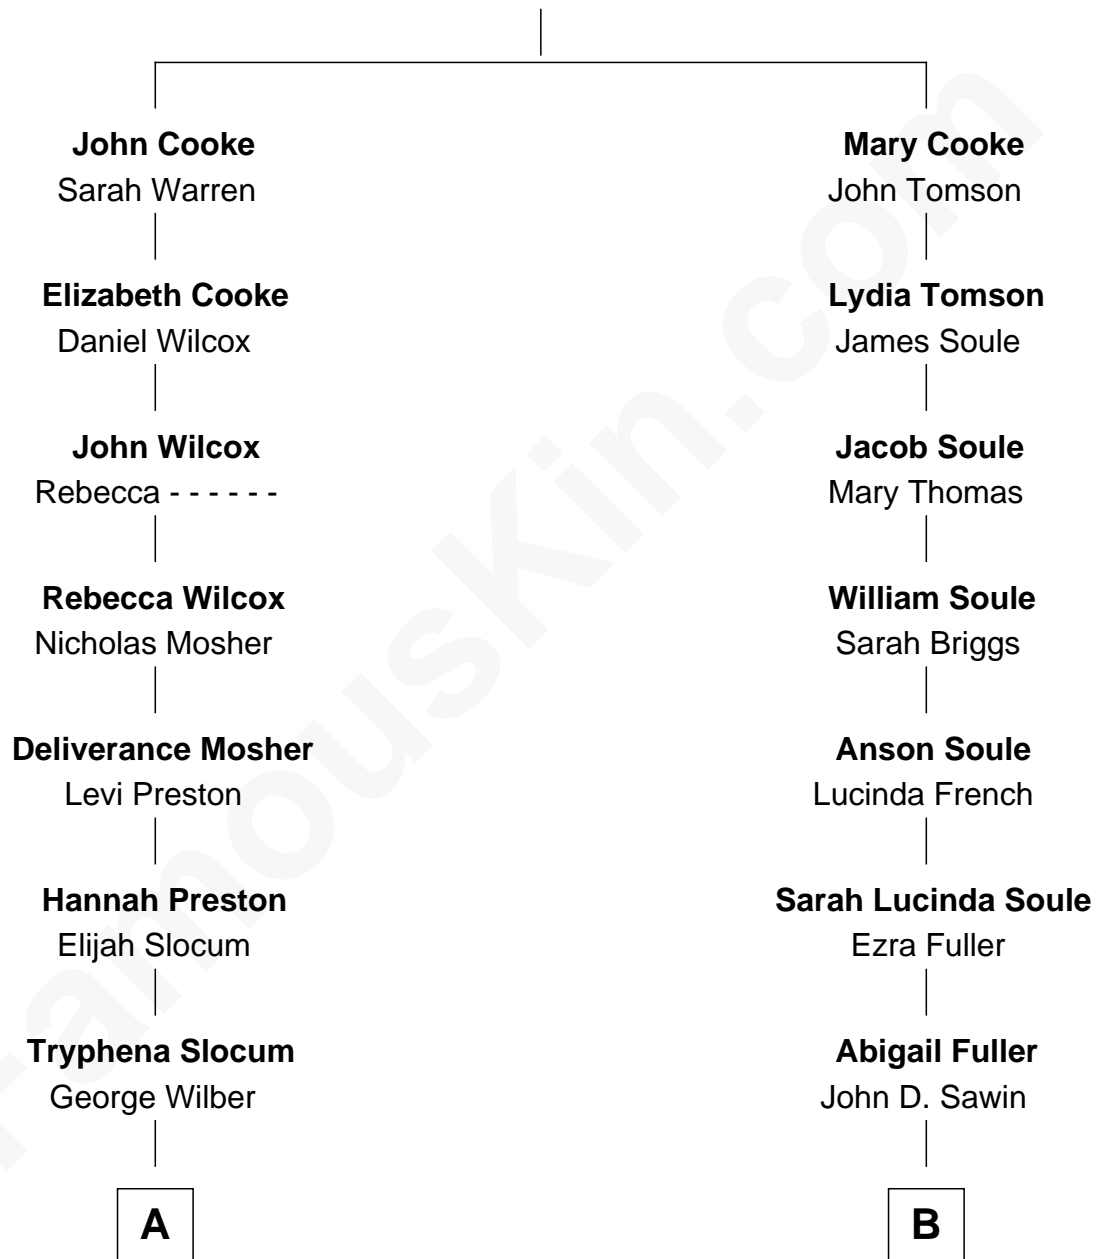 John Cooke
Sarah Warren
Mary Cooke
John Tomson
Elizabeth Cooke
Daniel Wilcox
Lydia Tomson
James Soule
John Wilcox
Rebecca - - - - - -
Jacob Soule
Mary Thomas
Rebecca Wilcox
Nicholas Mosher
William Soule
Sarah Briggs
Deliverance Mosher
Levi Preston
Anson Soule
Lucinda French
Hannah Preston
Elijah Slocum
Sarah Lucinda Soule
Ezra Fuller
Tryphena Slocum
George Wilber
Abigail Fuller
John D. Sawin
A
B
FamousKin.com